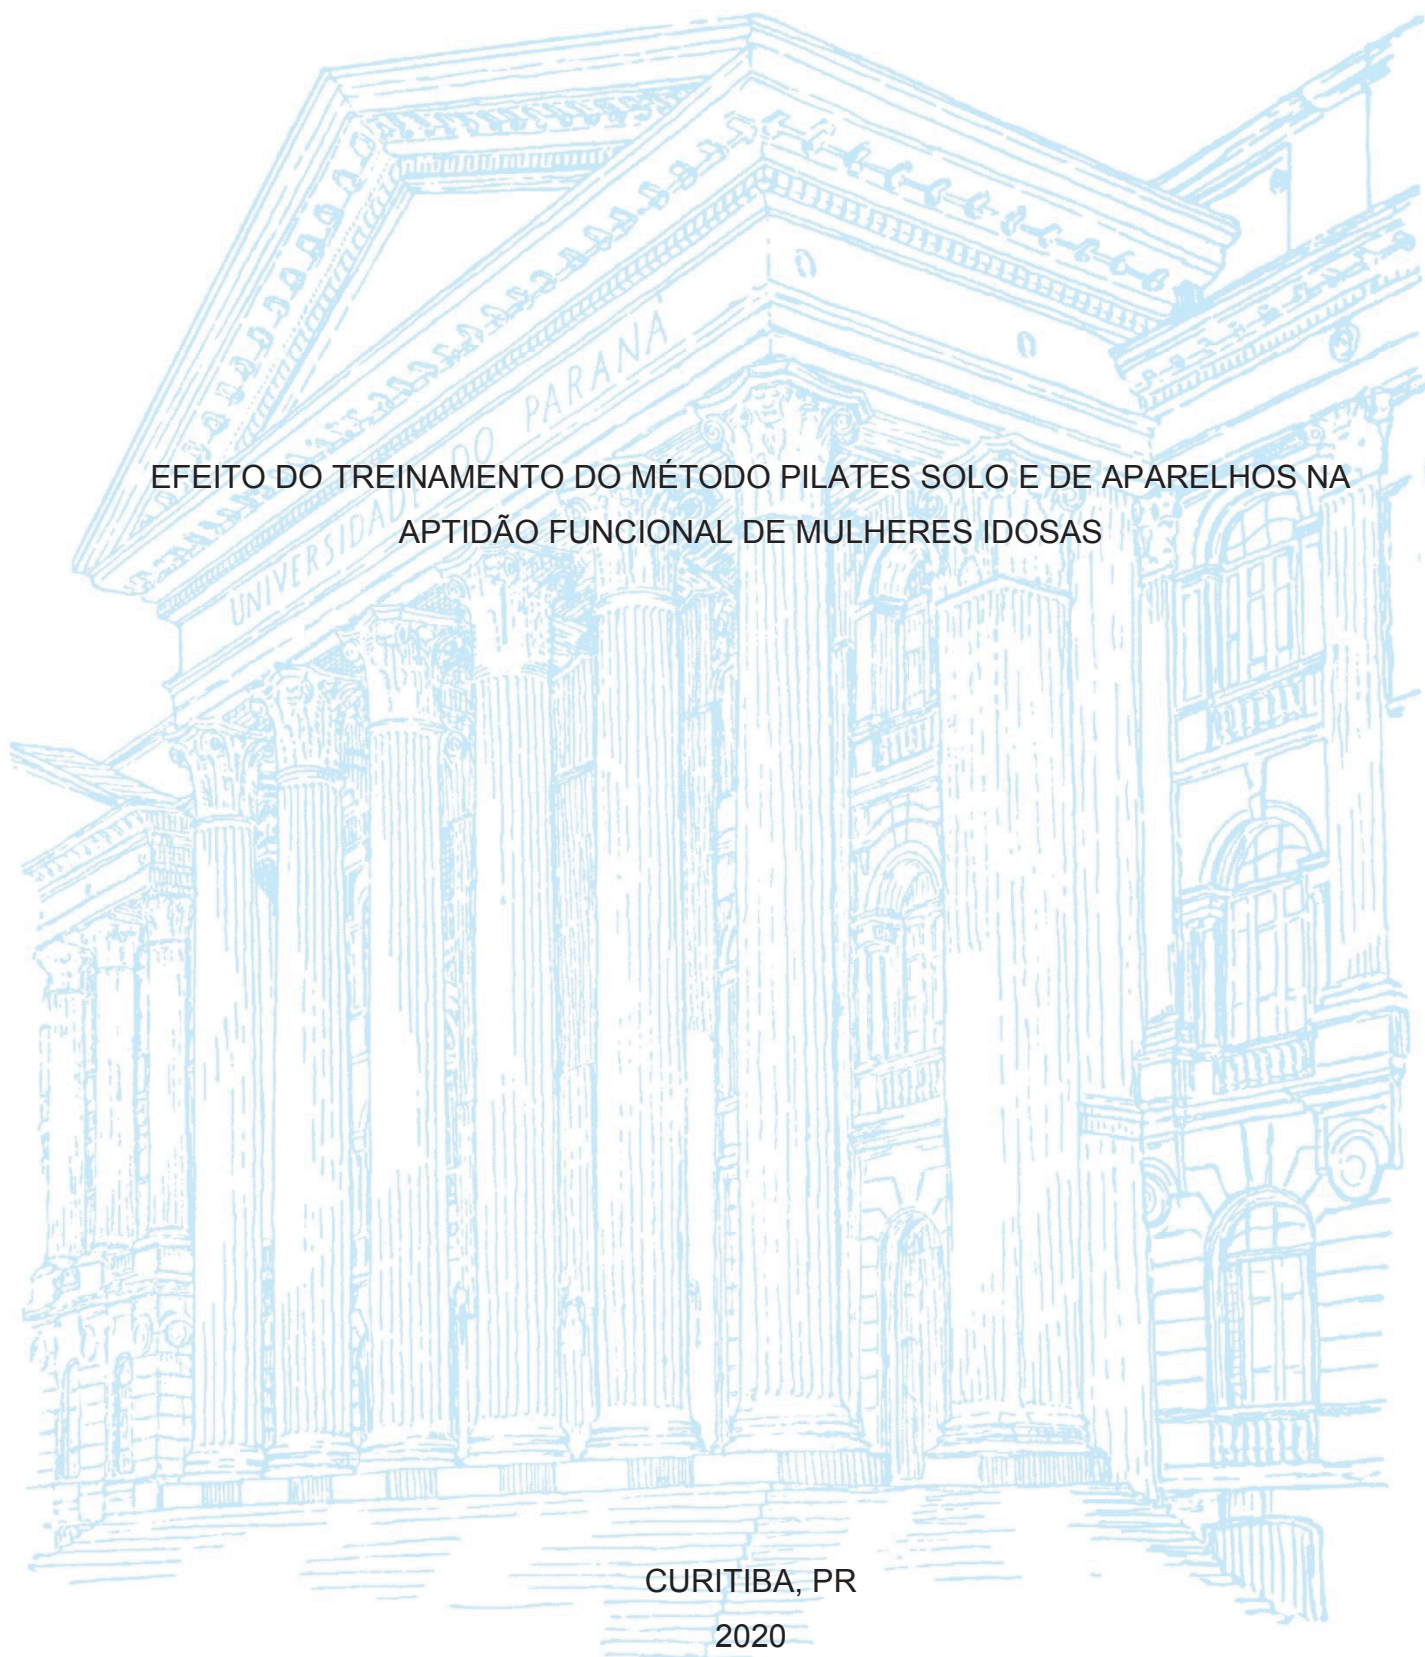 UNIVERSIDADE DO PARANÁ
EFEITO DO TREINAMENTO DO MÉTODO PILATES SOLO E DE APARELHOS NA
APTIDÃO FUNCIONAL DE MULHERES IDOSAS
CURITIBA, PR
2020